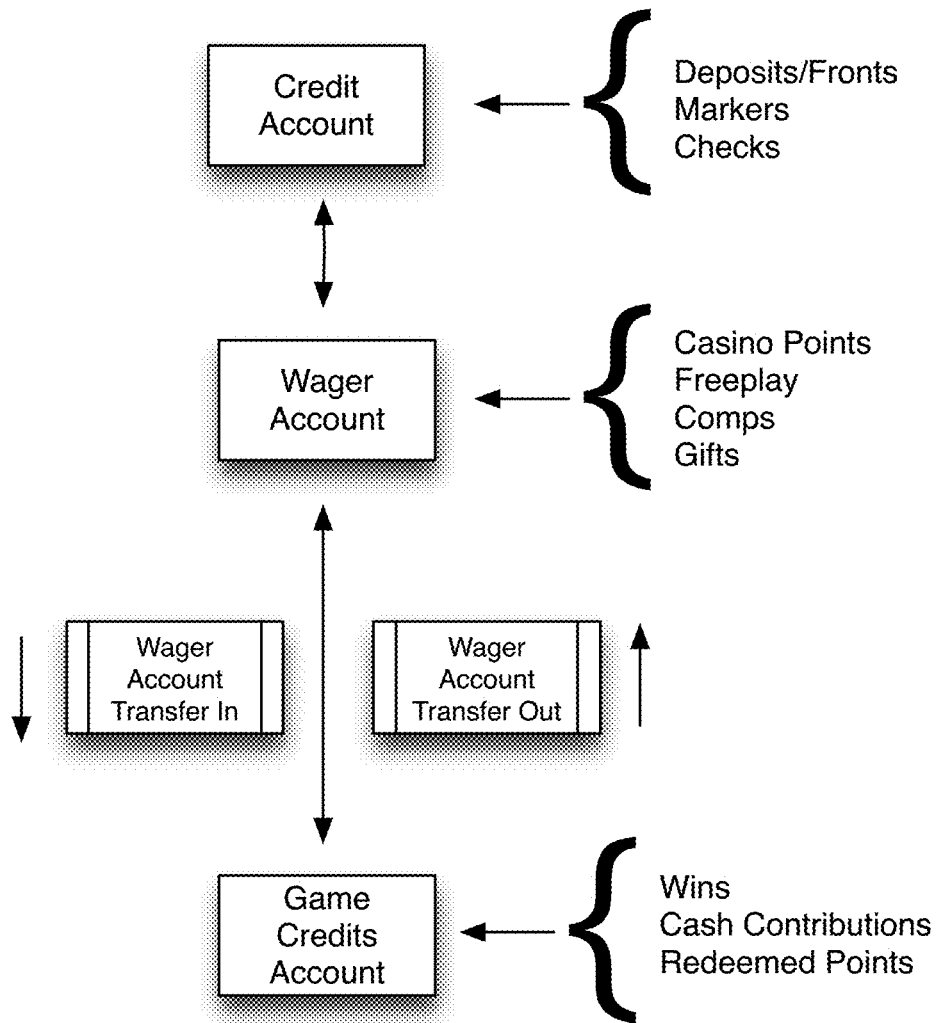 Credit
Account
Deposits/Fronts
Markers
Checks
Wager
Account
Casino Points
Freeplay
Comps
Gifts
Wager
Account
Transfer In
Wager
Account
Transfer Out
Game
Credits
Account
Wins
Cash Contributions
Redeemed Points